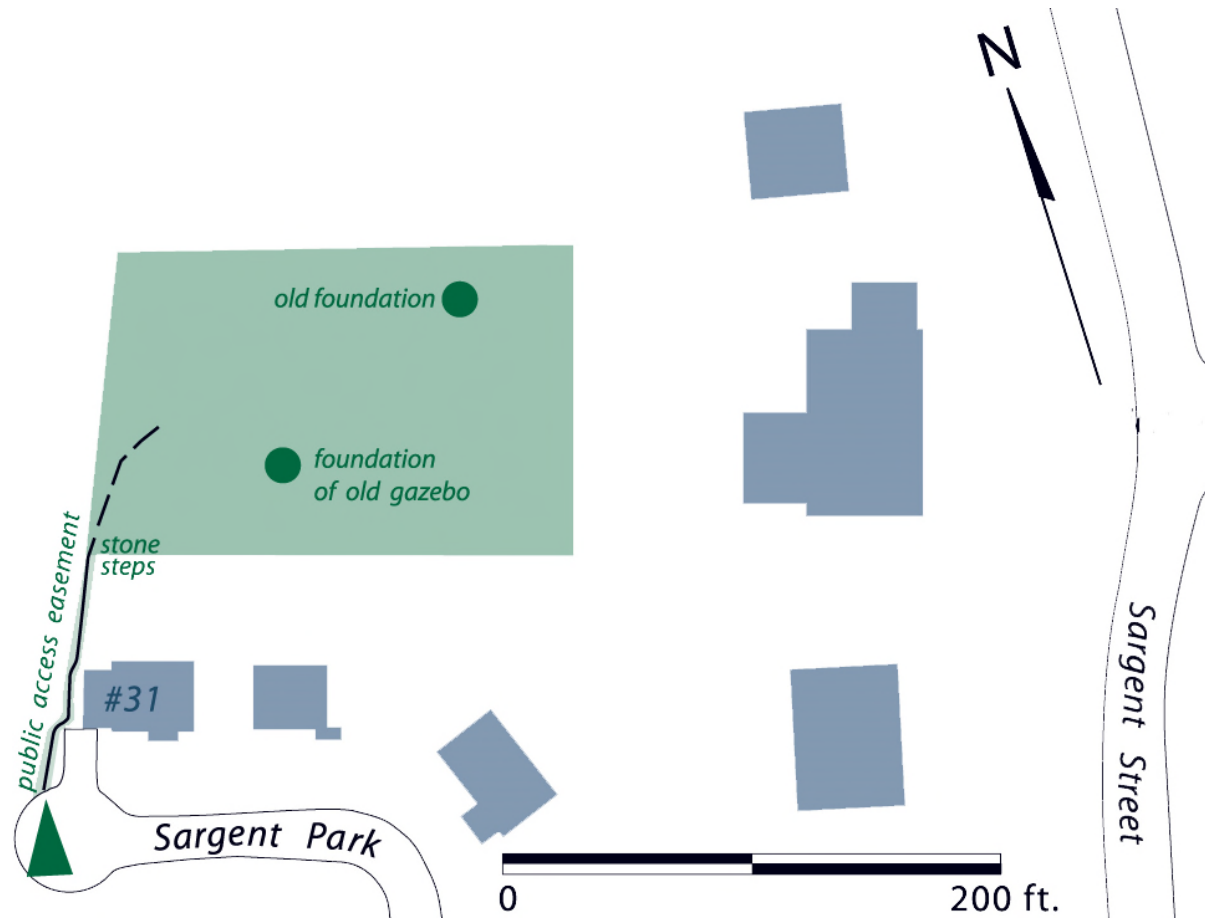 N
old foundation
foundation
of old gazebo
public access easement
stone
steps
#31
Sargent Street
Sargent Park
0
200 ft.